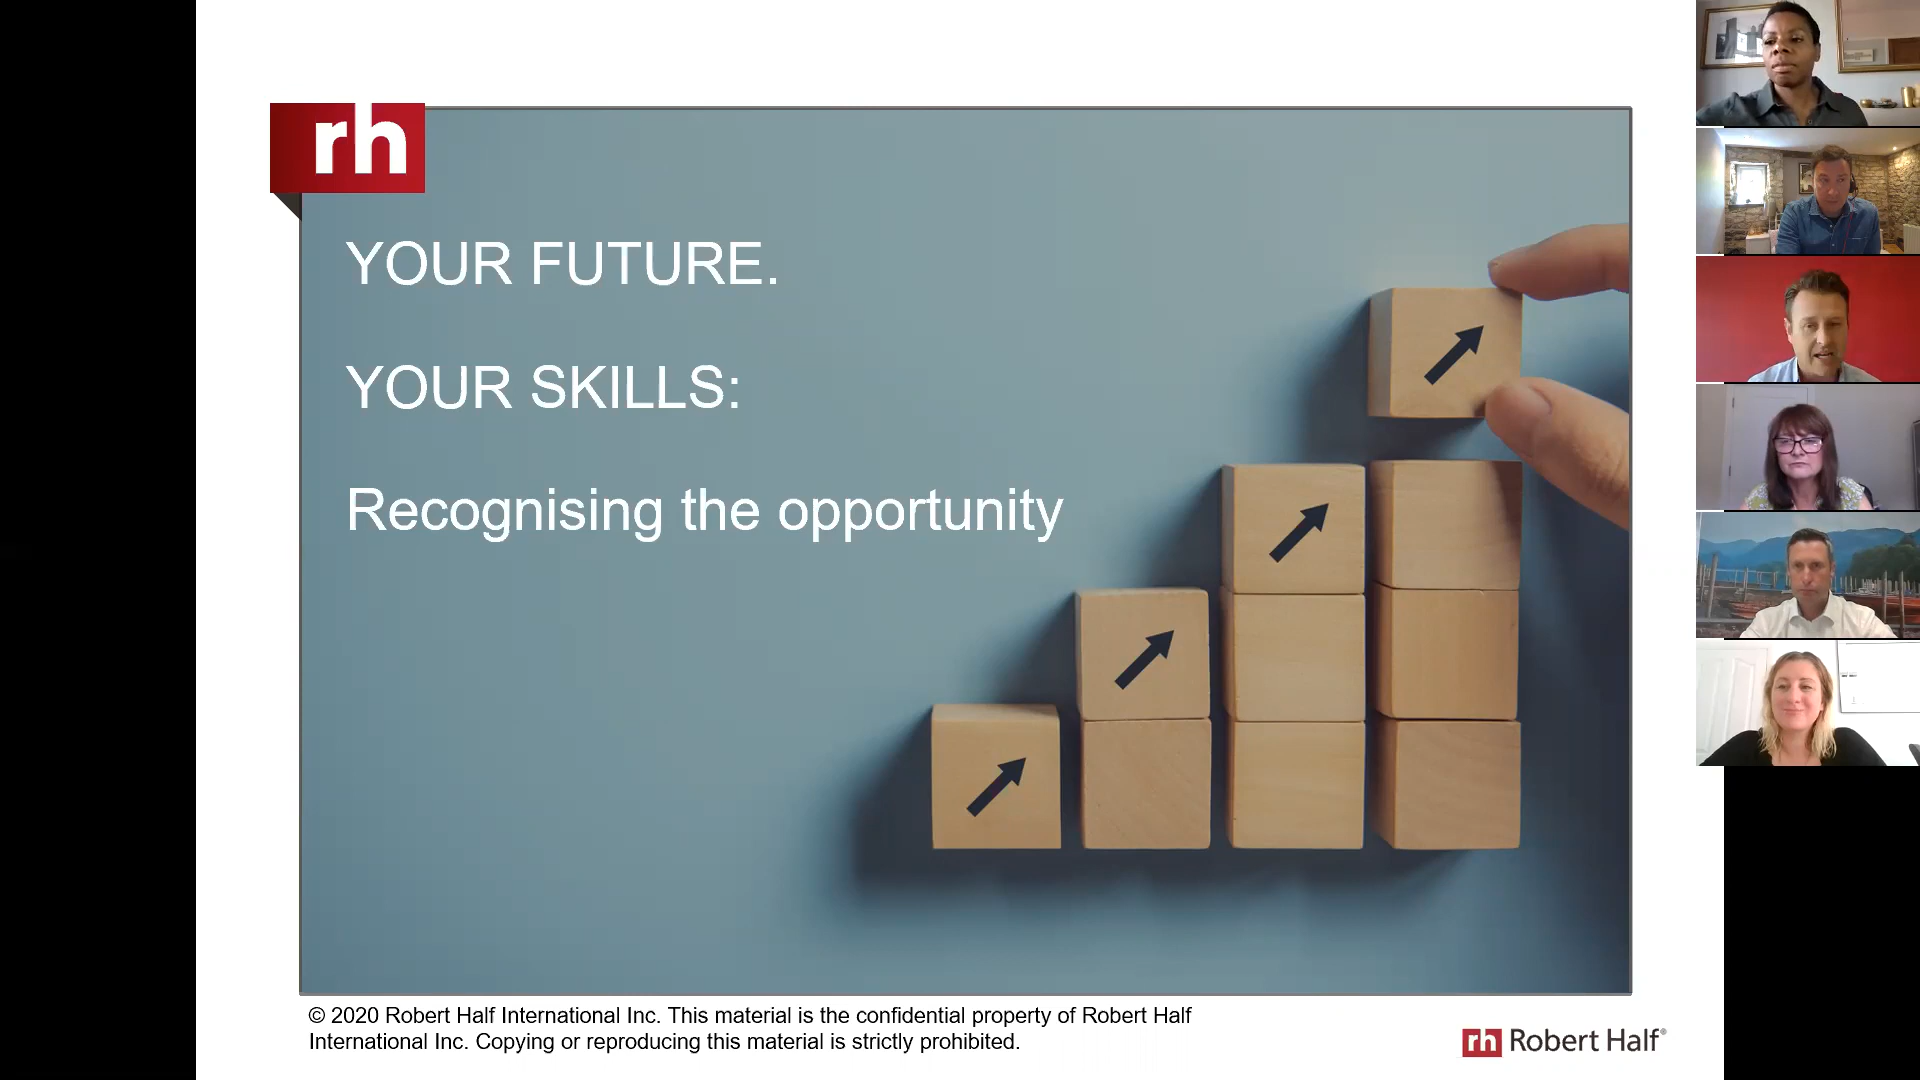 rh
YOUR FUTURE.
YOUR SKILLS:
Recognising the opportunity
© 2020 Robert Half International Inc. This material is the confidential property of Robert Half
International Inc. Copying or reproducing this material is strictly prohibited.
rh Robert Half®